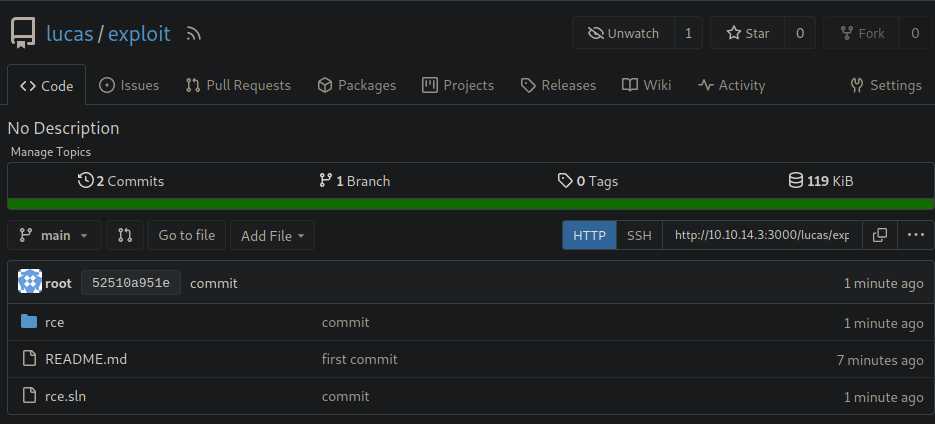 lucas / exploit Unwatch 1 Star 0 Fork 0
Code Issues Pull Requests Packages Projects Releases Wiki Activity Settings
No Description
Manage Topics
2 Commits 1 Branch 0 Tags 119 KiB
main Go to file Add File HTTP SSH http://10.10.14.3:3000/lucas/exp
root 52510a951e commit 1 minute ago
rce commit 1 minute ago
README.md first commit 7 minutes ago
rce.sln commit 1 minute ago